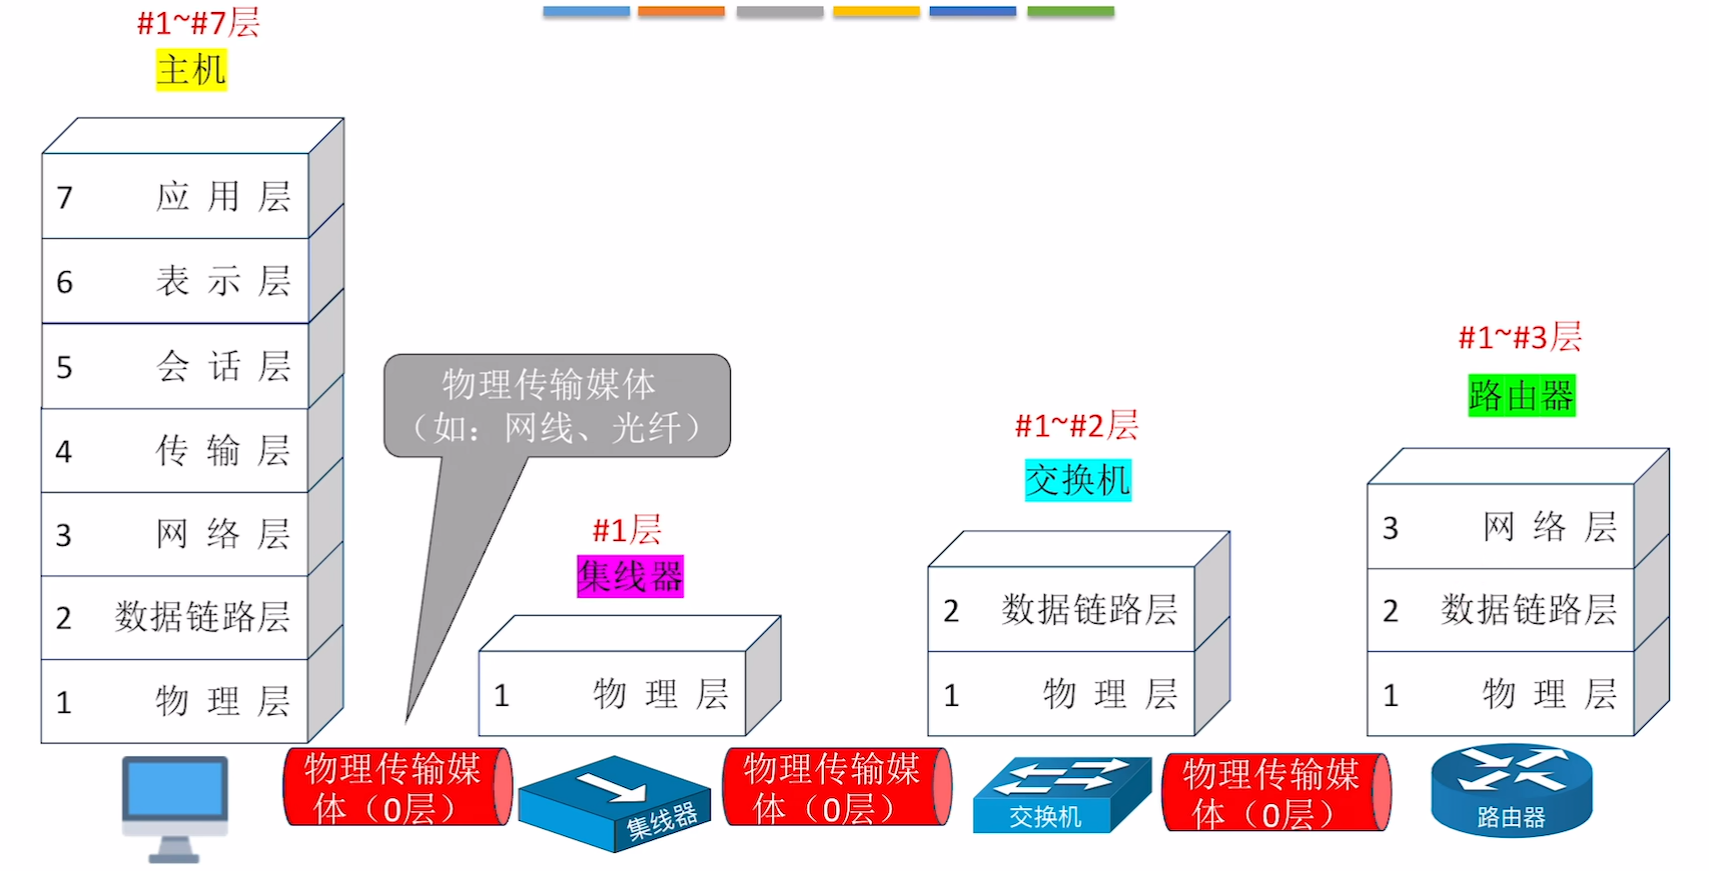 #1~#7层
主机
7 应用层
6 表示层
5 会话层
4 传输层
3 网络层
2 数据链路层
1 物理层
物理传输媒体
（如：网线、光纤）
#1层
集线器
1 物理层
#1~#2层
交换机
2 数据链路层
1 物理层
#1~#3层
路由器
3 网络层
2 数据链路层
1 物理层
物理传输媒
体（0层）
集线器
物理传输媒
体（0层）
交换机
物理传输媒
体（0层）
路由器